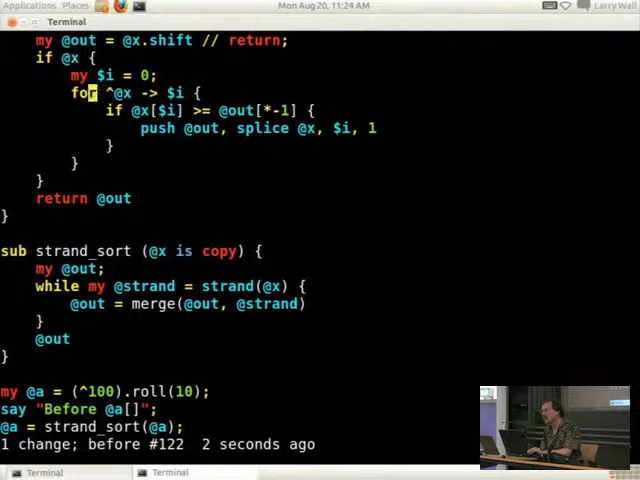 Applications Places Mon Aug 20, 11:24 AM Larry Wall
Terminal
my @out = @x.shift // return;
if @x {
my $i = 0;
for ^@x -> $i {
if @x[$i] >= @out[*-1] {
push @out, splice @x, $i, 1
}
}
}
return @out
}
sub strand_sort (@x is copy) {
my @out;
while my @strand = strand(@x) {
@out = merge(@out, @strand)
}
@out
}
my @a = (^100).roll(10);
say "Before @a[]";
@a = strand_sort(@a);
1 change; before #122 2 seconds ago
Terminal Terminal